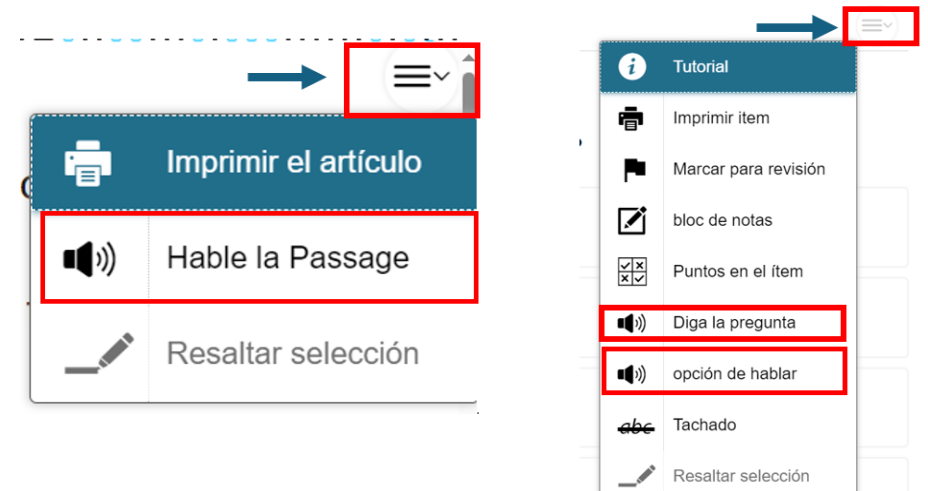 Imprimir el artículo
Hable la Passage
Resaltar selección
Tutorial
Imprimir item
Marcar para revisión
bloc de notas
Puntos en el ítem
Diga la pregunta
opción de hablar
abc
Tachado
Resaltar selección